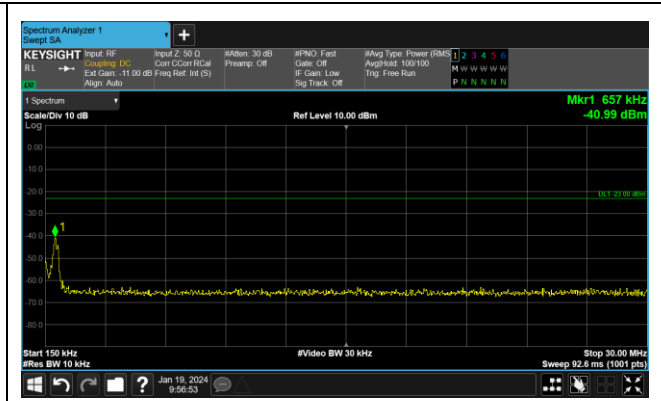 Spectrum Analyzer 1
Swept SA
+
KEYSIGHT
RL
Input: RF
Coupling: DC
Ext Gain: -11.00 dB
Align: Auto
Input Z: 50 Ω
Corr CCorr RCal
Freq Ref: Int (S)
#Atten: 30 dB
Preamp: Off
#PNO: Fast
Gate: Off
IF Gain: Low
Sig Track: Off
#Avg Type: Power (RMS
Avg|Hold: 100/100
Trig: Free Run
1 2 3 4 5 6
M W W W W W
P N N N N N
1 Spectrum
Scale/Div 10 dB
Ref Level 10.00 dBm
Mkr1 657 kHz
-40.99 dBm
Log
0.00
-10.0
-20.0
DL1 -23.00 dBm
-30.0
1
-40.0
-50.0
-60.0
-70.0
-80.0
Start 150 kHz
#Video BW 30 kHz
Stop 30.00 MHz
#Res BW 10 kHz
Sweep 92.6 ms (1001 pts)
?
Jan 19, 2024
9:56:53